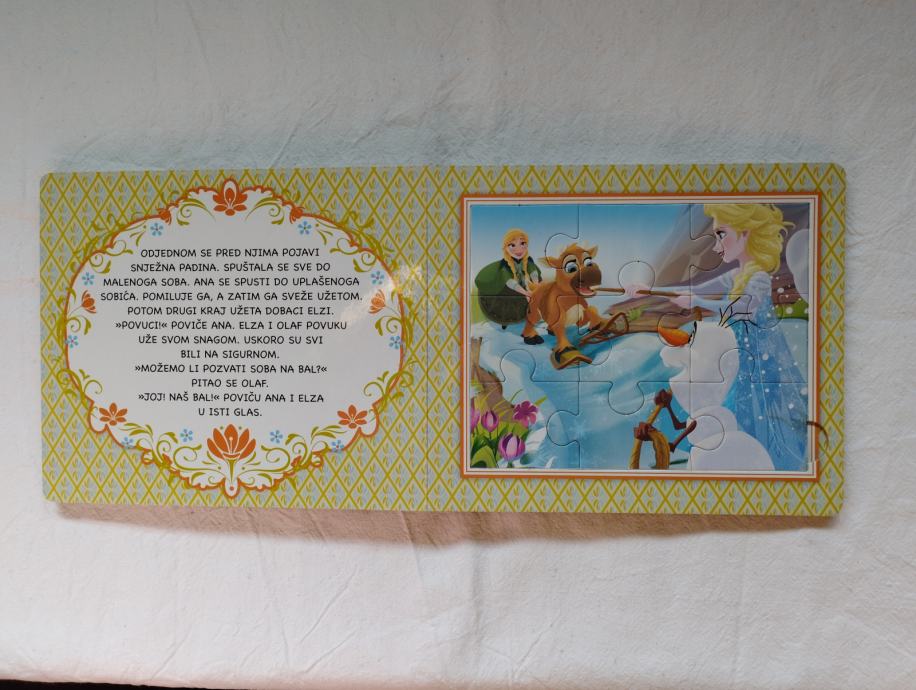 ODJEDNOM SE PRED NJIMA POJAVI
SNJEŽNA PADINA. SPUŠTALA SE SVE DO
MALENOGA SOBA. ANA SE SPUSTI DO UPLAŠENOGA
SOBIĆA. POMILUJE GA, A ZATIM GA SVEŽE UŽETOM.
POTOM DRUGI KRAJ UŽETA DOBACI ELZI.
»POVUCI!« POVIČE ANA. ELZA I OLAF POVUKU
UŽE SVOM SNAGOM. USKORO SU SVI
BILI NA SIGURNOM.
»MOŽEMO LI POZVATI SOBA NA BAL?«
PITAO SE OLAF.
»JOJ! NAŠ BAL!« POVIČU ANA I ELZA
U ISTI GLAS.